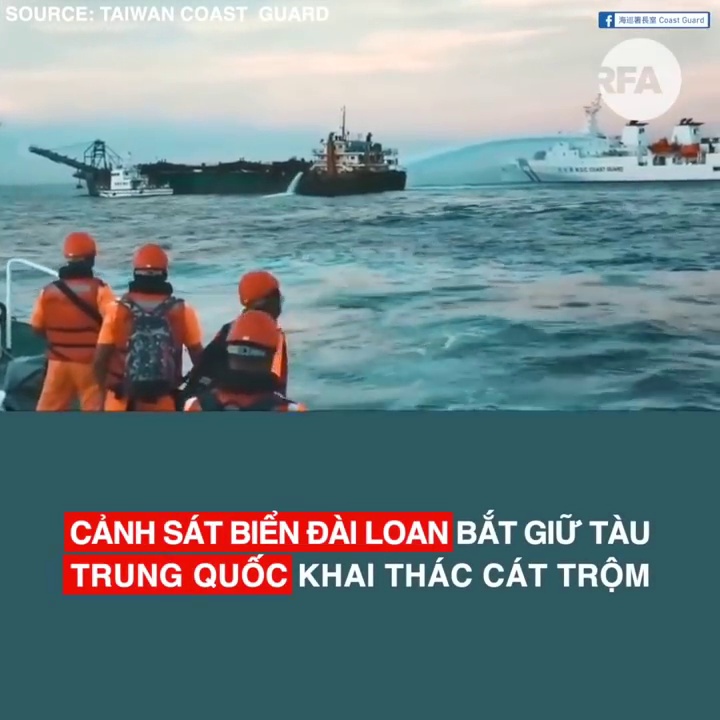 SOURCE: TAIWAN COAST GUARD
海巡署長室 Coast Guard
RFA
CẢNH SÁT BIỂN ĐÀI LOAN BẮT GIỮ TÀU
TRUNG QUỐC KHAI THÁC CÁT TRỘM